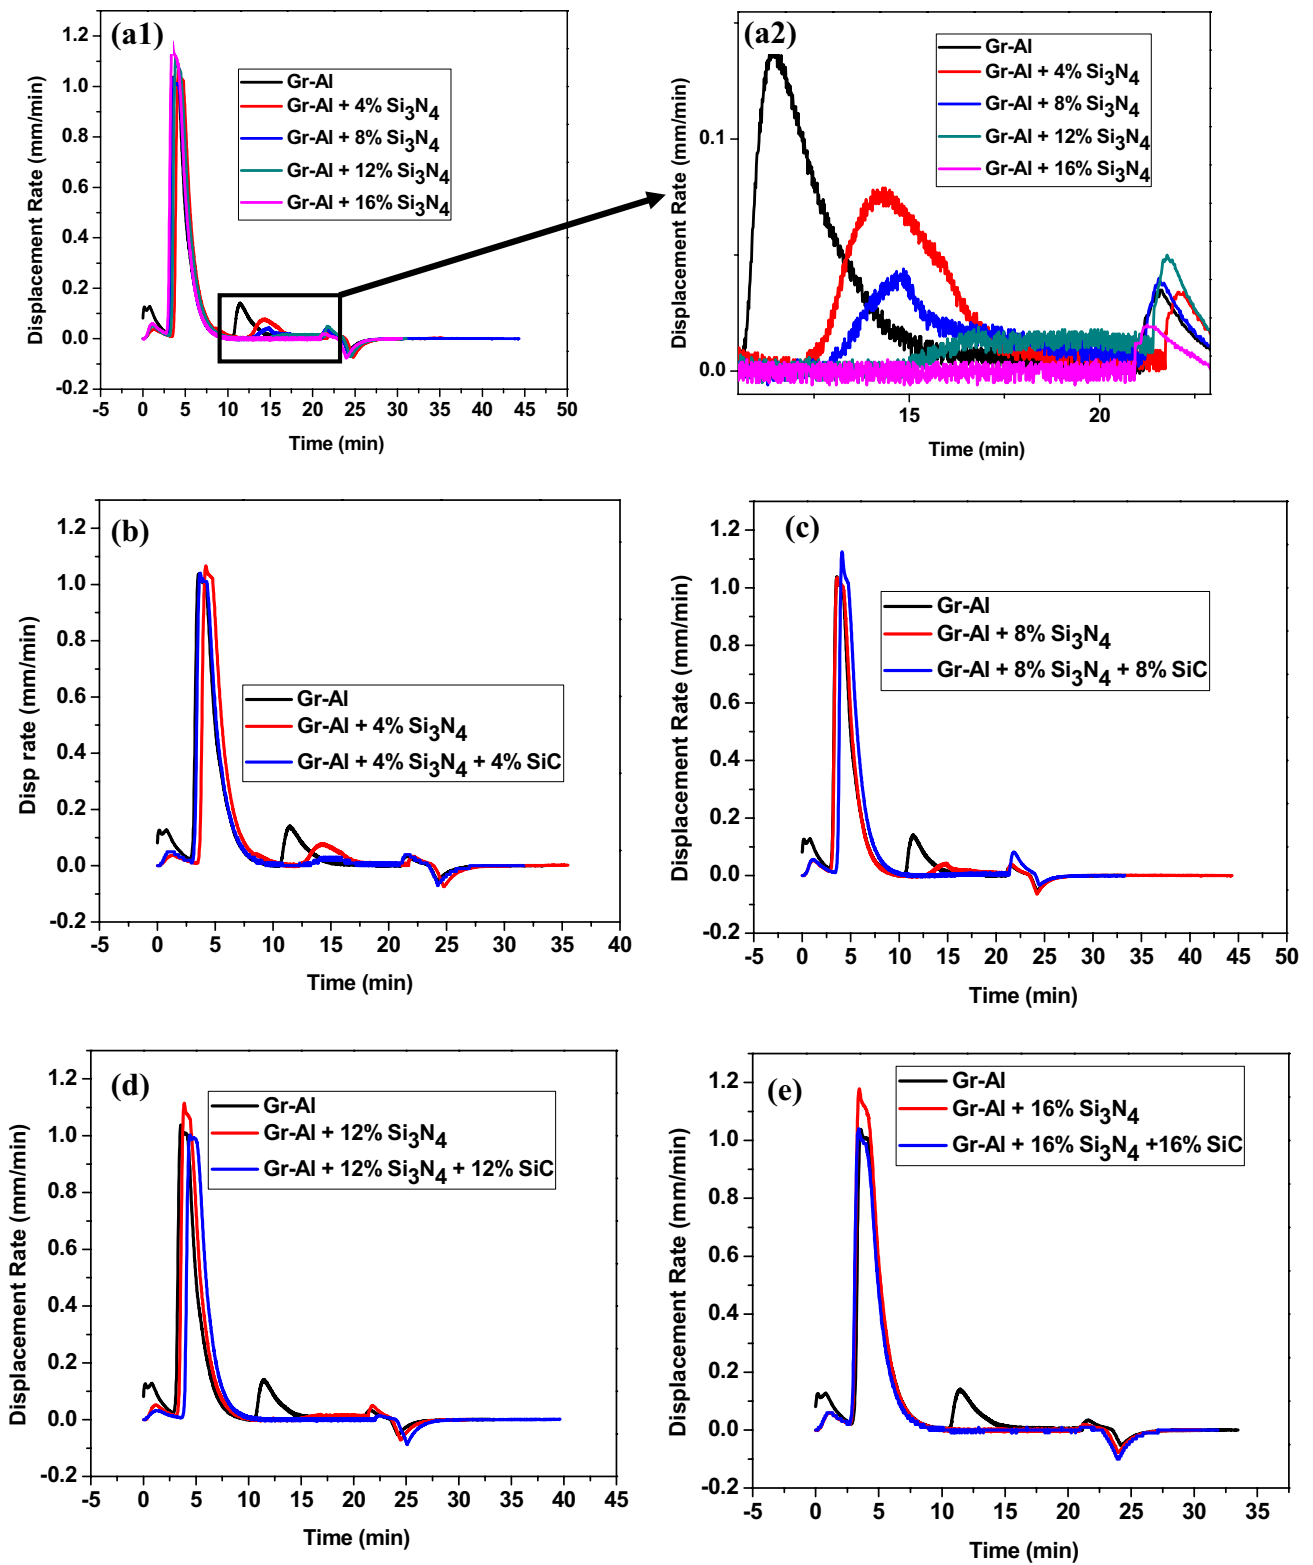 (a1)
Gr-Al
Gr-Al + 4% Si3N4
Gr-Al + 8% Si3N4
Gr-Al + 12% Si3N4
Gr-Al + 16% Si3N4
Displacement Rate (mm/min)
1.2
1.0
0.8
0.6
0.4
0.2
0.0
-0.2
-5 0 5 10 15 20 25 30 35 40 45 50
Time (min)
(a2)
Gr-Al
Gr-Al + 4% Si3N4
Gr-Al + 8% Si3N4
Gr-Al + 12% Si3N4
Gr-Al + 16% Si3N4
Displacement Rate (mm/min)
0.1
0.0
15 20
Time (min)
(b)
Gr-Al
Gr-Al + 4% Si3N4
Gr-Al + 4% Si3N4 + 4% SiC
Disp rate (mm/min)
1.2
1.0
0.8
0.6
0.4
0.2
0.0
-0.2
-5 0 5 10 15 20 25 30 35 40
Time (min)
(c)
Gr-Al
Gr-Al + 8% Si3N4
Gr-Al + 8% Si3N4 + 8% SiC
Displacement Rate (mm/min)
1.2
1.0
0.8
0.6
0.4
0.2
0.0
-0.2
-5 0 5 10 15 20 25 30 35 40 45 50
Time (min)
(d)
Gr-Al
Gr-Al + 12% Si3N4
Gr-Al + 12% Si3N4 + 12% SiC
Displacement Rate (mm/min)
1.2
1.0
0.8
0.6
0.4
0.2
0.0
-0.2
-5 0 5 10 15 20 25 30 35 40 45
Time (min)
(e)
Gr-Al
Gr-Al + 16% Si3N4
Gr-Al + 16% Si3N4 +16% SiC
Displacement Rate (mm/min)
1.2
1.0
0.8
0.6
0.4
0.2
0.0
-0.2
-5 0 5 10 15 20 25 30 35
Time (min)